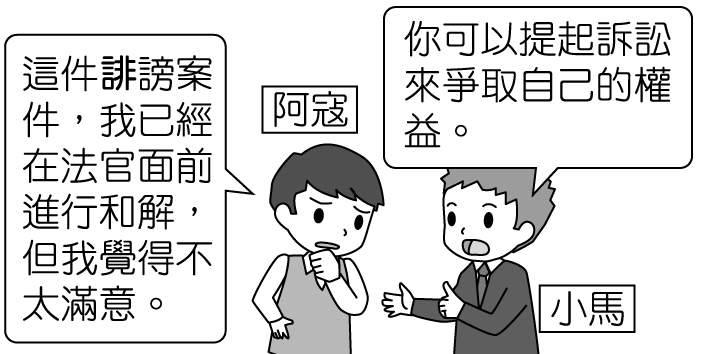 這件誹謗案
件，我已經
在法官面前
進行和解，
但我覺得不
太滿意。
阿寇
你可以提起訴訟
來爭取自己的權
益。
小馬